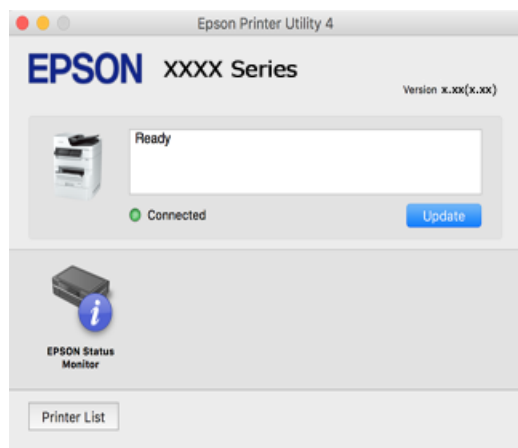 Epson Printer Utility 4
EPSON XXXX Series
Version x.xx(x.xx)
Ready
Connected
Update
EPSON Status
Monitor
Printer List